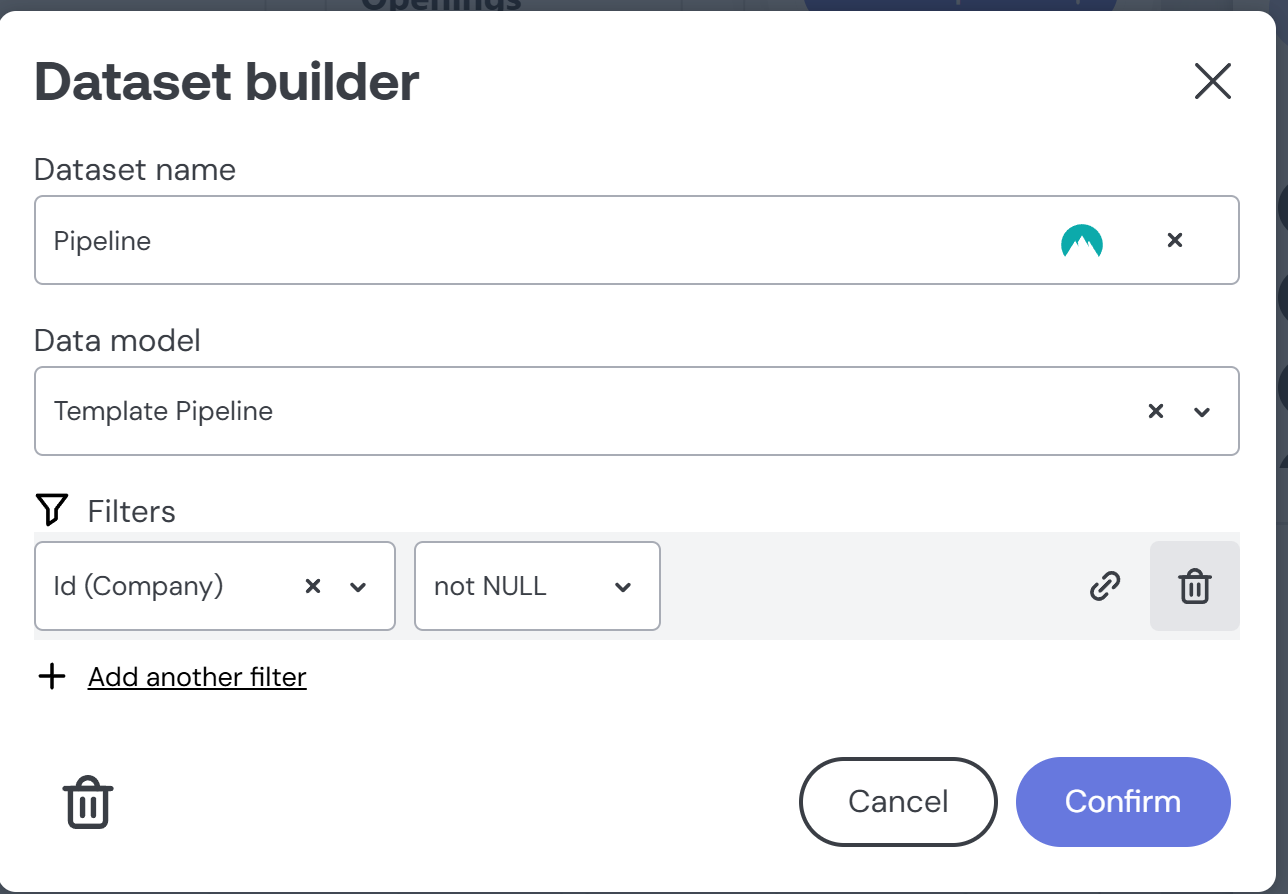 Openings
Dataset builder
Dataset name
Pipeline
Data model
Template Pipeline
Filters
Id (Company)
not NULL
Add another filter
Cancel
Confirm